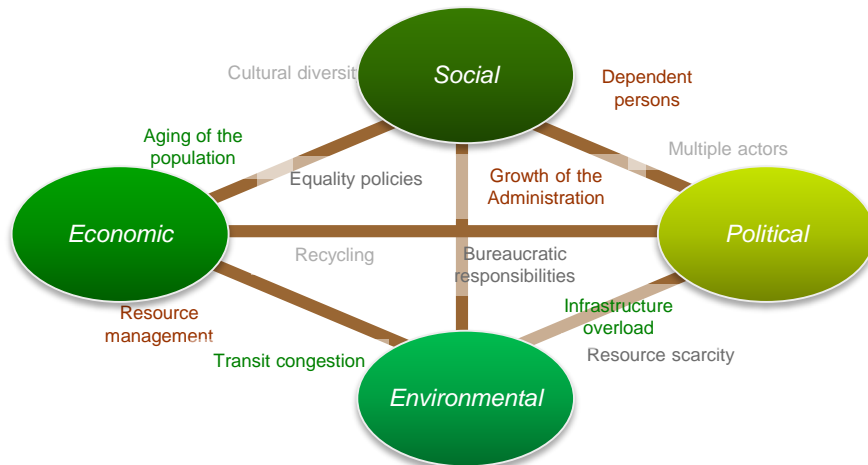 Social
Cultural diversit
Dependent
persons
Aging of the
population
Multiple actors
Equality policies
Growth of the
Administration
Economic
Political
Recycling
Bureaucratic
responsibilities
Resource
management
Infrastructure
overload
Transit congestion
Resource scarcity
Environmental